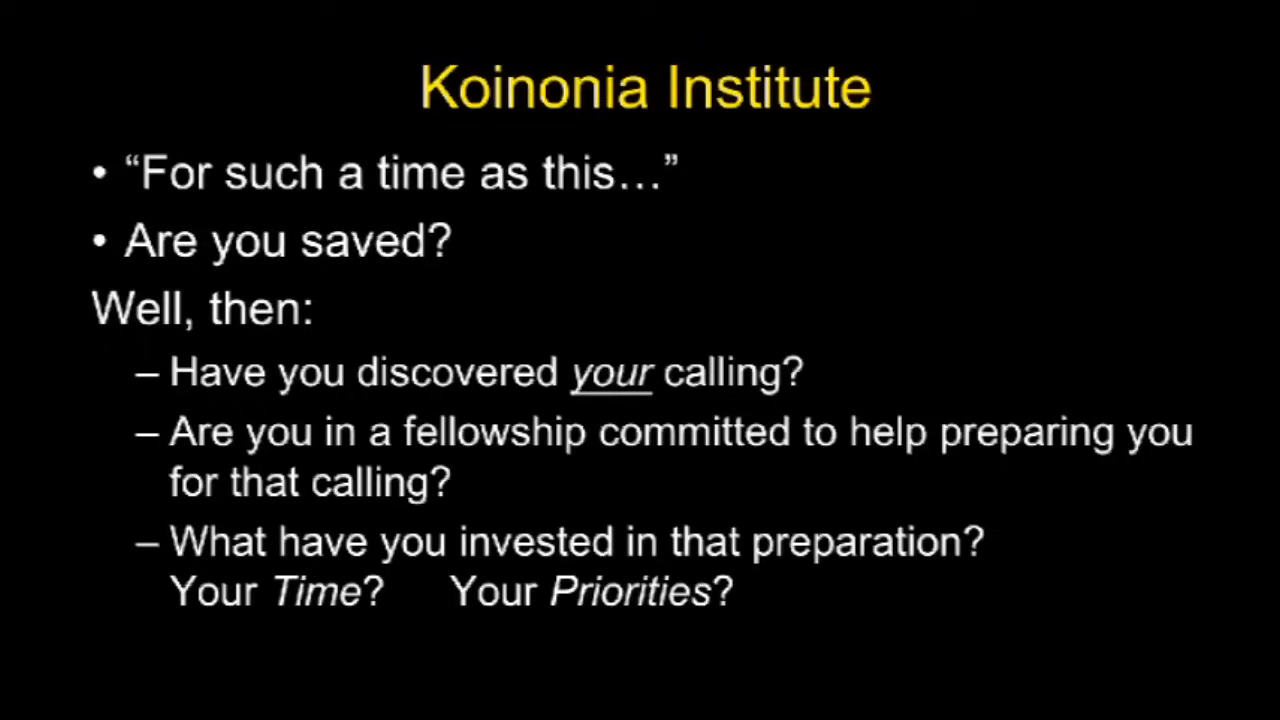 Koinonia Institute
• “For such a time as this…”
• Are you saved?
Well, then:
– Have you discovered your calling?
– Are you in a fellowship committed to help preparing you
for that calling?
– What have you invested in that preparation?
Your Time? Your Priorities?